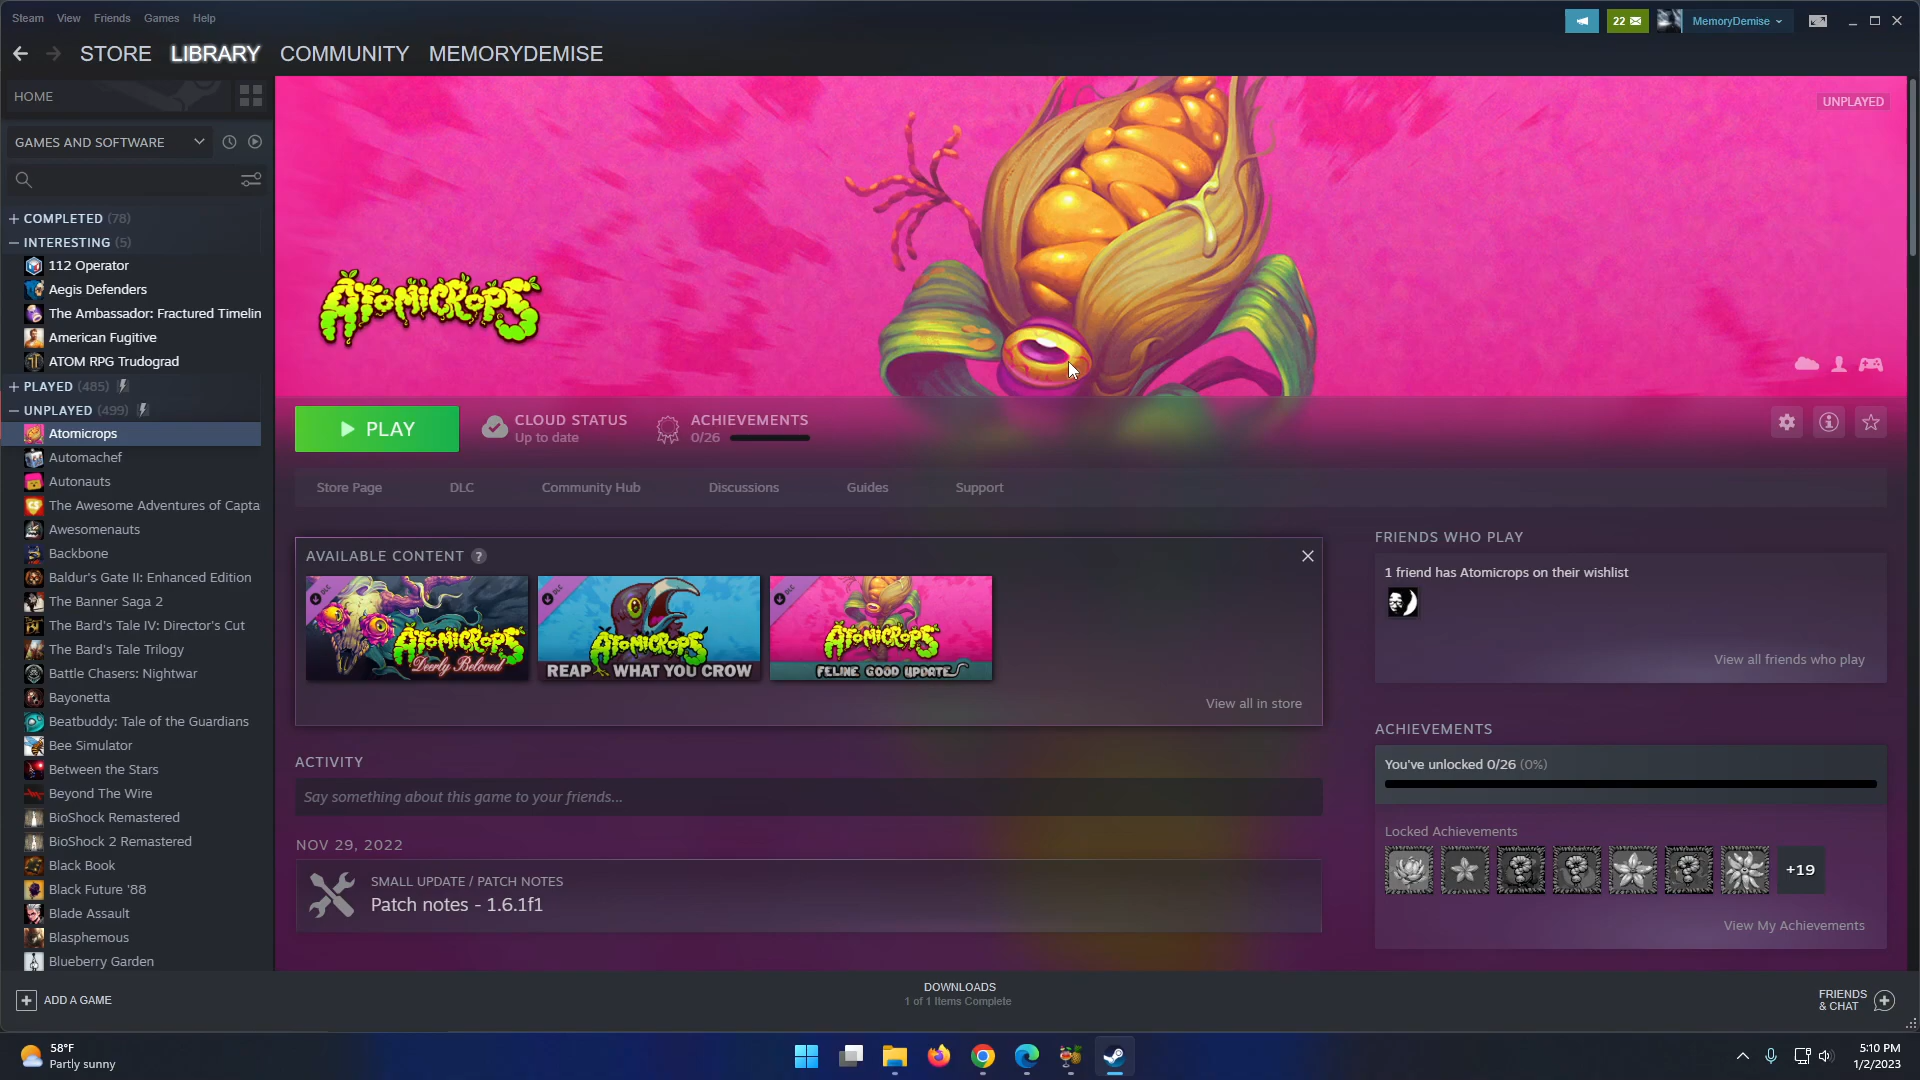 Steam View Friends Games Help
22
MemoryDemise
STORE LIBRARY COMMUNITY MEMORYDEMISE
HOME
GAMES AND SOFTWARE
COMPLETED (78)
INTERESTING (5)
112 Operator
Aegis Defenders
The Ambassador: Fractured Timelin
American Fugitive
ATOM RPG Trudograd
PLAYED (485)
UNPLAYED (499)
Atomicrops
Automachef
Autonauts
The Awesome Adventures of Capta
Awesomenauts
Backbone
Baldur's Gate II: Enhanced Edition
The Banner Saga 2
The Bard's Tale IV: Director's Cut
The Bard's Tale Trilogy
Battle Chasers: Nightwar
Bayonetta
Beatbuddy: Tale of the Guardians
Bee Simulator
Between the Stars
Beyond The Wire
BioShock Remastered
BioShock 2 Remastered
Black Book
Black Future '88
Blade Assault
Blasphemous
Blueberry Garden
ADD A GAME
UNPLAYED
ATOMICROPS
PLAY
CLOUD STATUS
Up to date
ACHIEVEMENTS
0/26
Store Page DLC Community Hub Discussions Guides Support
AVAILABLE CONTENT ?
DLC
ATOMICROPS
Deerly Beloved
DLC
ATOMICROPS
REAP WHAT YOU CROW
DLC
ATOMICROPS
FELINE GOOD UPDATE
View all in store
ACTIVITY
Say something about this game to your friends...
NOV 29, 2022
SMALL UPDATE / PATCH NOTES
Patch notes - 1.6.1f1
FRIENDS WHO PLAY
1 friend has Atomicrops on their wishlist
View all friends who play
ACHIEVEMENTS
You've unlocked 0/26 (0%)
Locked Achievements
+19
View My Achievements
DOWNLOADS
1 of 1 Items Complete
FRIENDS
& CHAT
58°F
Partly sunny
5:10 PM
1/2/2023